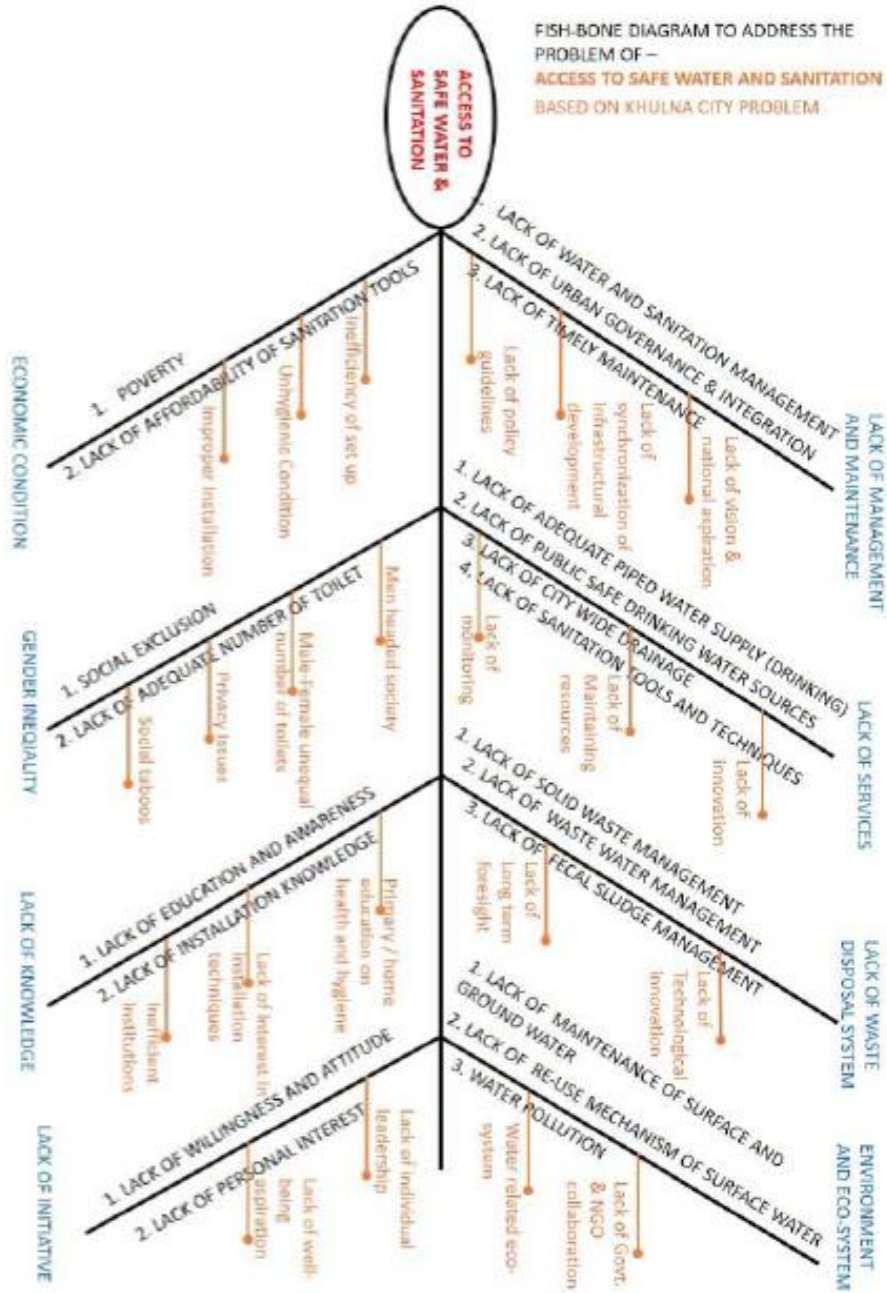 FISH-BONE DIAGRAM TO ADDRESS THE
PROBLEM OF –
ACCESS TO SAFE WATER AND SANITATION
BASED ON KHULNA CITY PROBLEM
ACCESS TO
SAFE WATER &
SANITATION
LACK OF MANAGEMENT
AND MAINTENANCE
1. LACK OF WATER AND SANITATION MANAGEMENT
2. LACK OF URBAN GOVERNANCE & INTEGRATION
3. LACK OF TIMELY MAINTENANCE
Lack of vision &
national aspiration
Lack of
synchronization of
Infrastructural
development
Lack of policy
guidelines
LACK OF SERVICES
1. LACK OF ADEQUATE PIPED WATER SUPPLY (DRINKING)
2. LACK OF PUBLIC SAFE DRINKING WATER SOURCES
3. LACK OF CITY WIDE DRAINAGE
4. LACK OF SANITATION TOOLS AND TECHNIQUES
Lack of
innovation
Lack of
Maintaining
resources
Lack of
monitoring
LACK OF WASTE
DISPOSAL SYSTEM
1. LACK OF SOLID WASTE MANAGEMENT
2. LACK OF WASTE WATER MANAGEMENT
3. LACK OF FECAL SLUDGE MANAGEMENT
Lack of
Technological
innovation
Lack of
Long term
foresight
ENVIRONMENT
AND ECO-SYSTEM
1. LACK OF MAINTENANCE OF SURFACE AND
GROUND WATER
2. LACK OF RE-USE MECHANISM OF SURFACE WATER
3. WATER POLLUTION
Lack of Govt.
& NGO
collaboration
Water related eco-
system
ECONOMIC CONDITION
1. POVERTY
2. LACK OF AFFORDABILITY OF SANITATION TOOLS
Inefficiency of set up
Unhygienic Condition
Improper Installation
GENDER INEQIALITY
1. SOCIAL EXCLUSION
2. LACK OF ADEQUATE NUMBER OF TOILET
Men headed society
Male-Female unequal
number of toilets
Privacy Issues
Social taboos
LACK OF KNOWLEDGE
1. LACK OF EDUCATION AND AWARENESS
2. LACK OF INSTALLATION KNOWLEDGE
Primary / home
education on
health and hygiene
Lack of Interest in
installation
techniques
Inefficient
institutions
LACK OF INITIATIVE
1. LACK OF WILLINGNESS AND ATTITUDE
2. LACK OF PERSONAL INTEREST
Lack of Individual
leadership
Lack of well-
being
aspiration